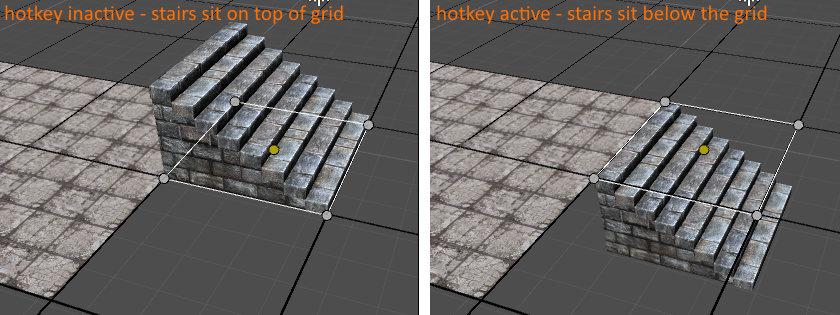 hotkey inactive - stairs sit on top of grid
hotkey active - stairs sit below the grid